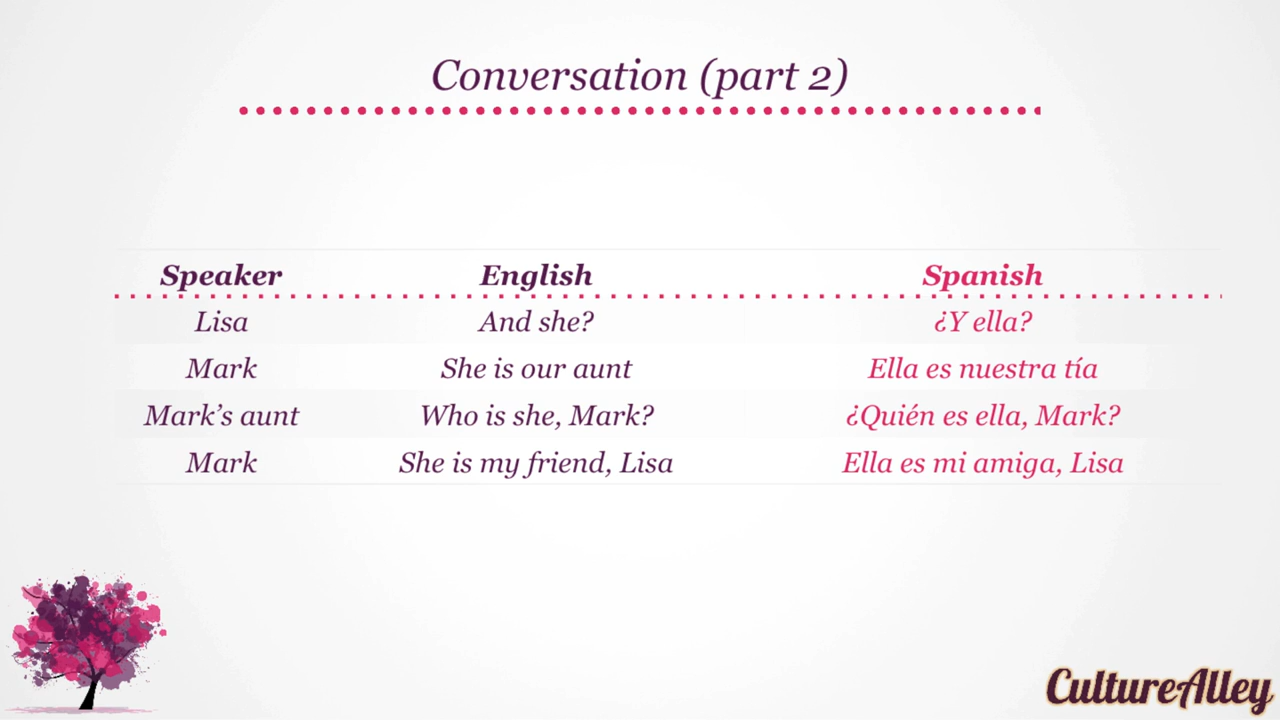 Conversation (part 2)
Speaker English Spanish
Lisa And she? ¿Y ella?
Mark She is our aunt Ella es nuestra tía
Mark’s aunt Who is she, Mark? ¿Quién es ella, Mark?
Mark She is my friend, Lisa Ella es mi amiga, Lisa
CultureAlley